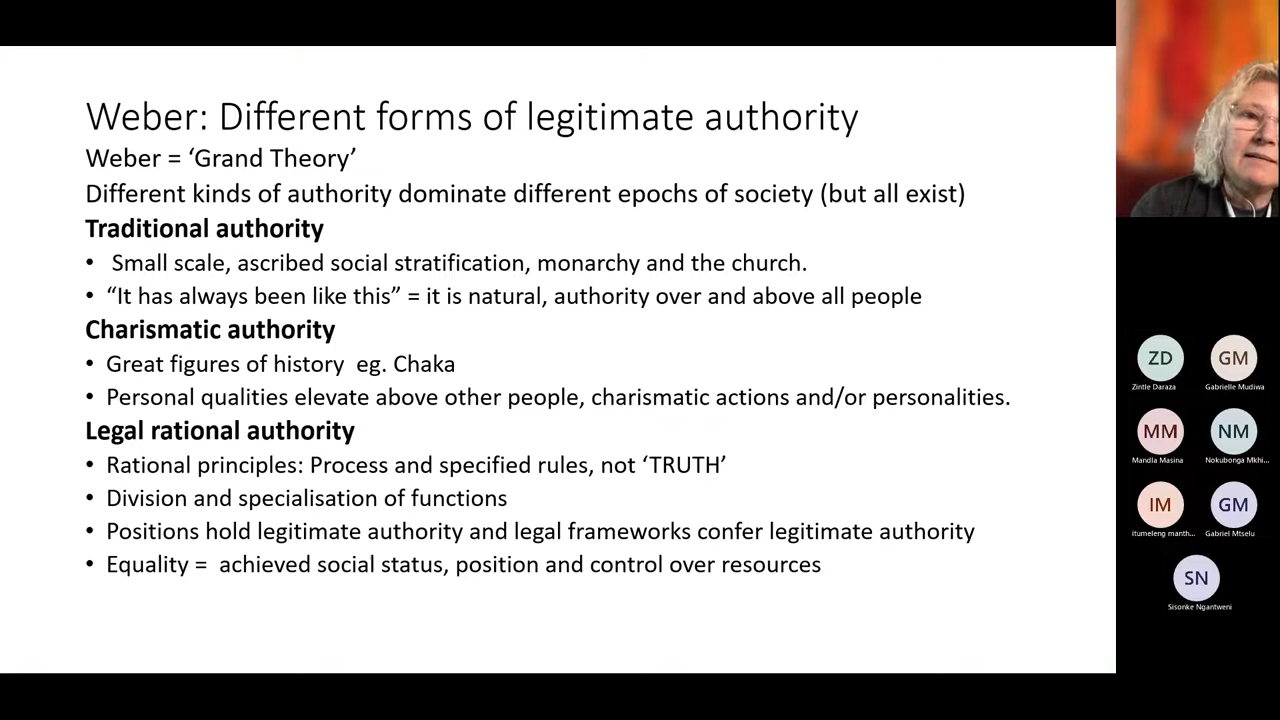 Weber: Different forms of legitimate authority
Weber = ‘Grand Theory’
Different kinds of authority dominate different epochs of society (but all exist)
Traditional authority
• Small scale, ascribed social stratification, monarchy and the church.
• “It has always been like this” = it is natural, authority over and above all people
Charismatic authority
• Great figures of history eg. Chaka
• Personal qualities elevate above other people, charismatic actions and/or personalities.
Legal rational authority
• Rational principles: Process and specified rules, not ‘TRUTH’
• Division and specialisation of functions
• Positions hold legitimate authority and legal frameworks confer legitimate authority
• Equality = achieved social status, position and control over resources
ZD
GM
Zintle Daraza
Gabrielle Mudiwa
MM
NM
Mandla Masina
Nokubonga Mkhi...
IM
GM
itumeleng manth...
Gabriel Mtselu
SN
Sisonke Ngantweni